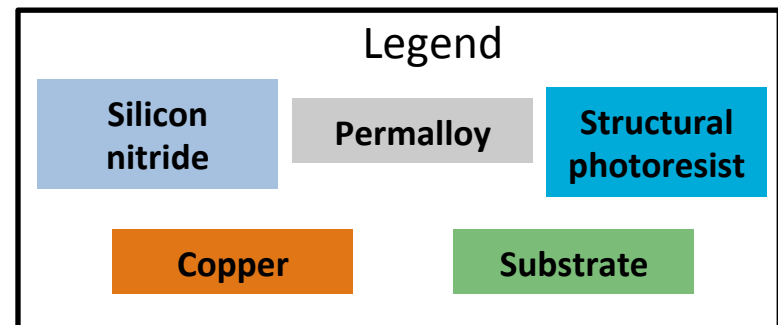 Legend
Silicon
nitride
Permalloy
Structural
photoresist
Copper
Substrate